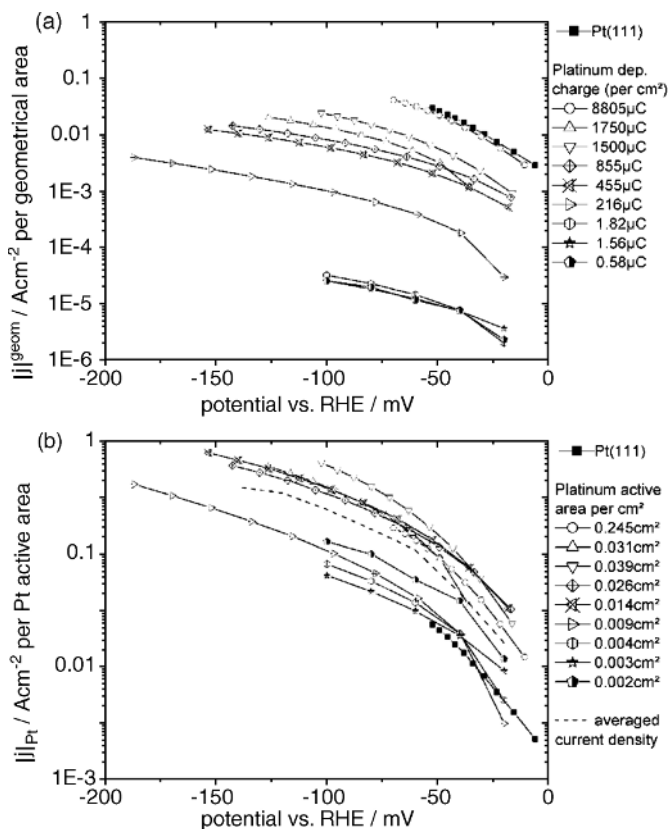 (a)
|j|geom / Acm-2 per geometrical area
1
0.1
0.01
1E-3
1E-4
1E-5
1E-6
-200
-150
-100
-50
0
potential vs. RHE / mV
Pt(111)
Platinum dep.
charge (per cm²)
8805µC
1750µC
1500µC
855µC
455µC
216µC
1.82µC
1.56µC
0.58µC
(b)
|j|Pt / Acm-2 per Pt active area
1
0.1
0.01
1E-3
-200
-150
-100
-50
0
potential vs. RHE / mV
Pt(111)
Platinum active
area per cm²
0.245cm²
0.031cm²
0.039cm²
0.026cm²
0.014cm²
0.009cm²
0.004cm²
0.003cm²
0.002cm²
averaged
current density